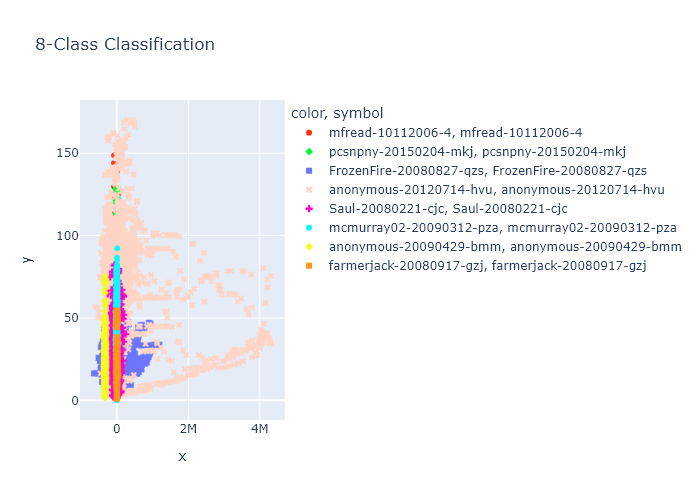 8-Class Classification
color, symbol
mfread-10112006-4, mfread-10112006-4
pcsnpny-20150204-mkj, pcsnpny-20150204-mkj
FrozenFire-20080827-qzs, FrozenFire-20080827-qzs
anonymous-20120714-hvu, anonymous-20120714-hvu
Saul-20080221-cjc, Saul-20080221-cjc
mcmurray02-20090312-pza, mcmurray02-20090312-pza
anonymous-20090429-bmm, anonymous-20090429-bmm
farmerjack-20080917-gzj, farmerjack-20080917-gzj
150
100
50
0
y
0 2M 4M
x